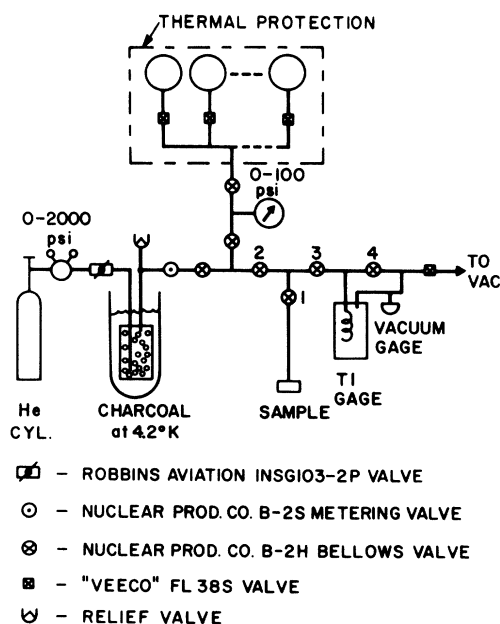 THERMAL PROTECTION
0-100
psi
0-2000
psi
2
3
4
TO
VAC
1
VACUUM
GAGE
TI
GAGE
He
CYL.
CHARCOAL
at 4.2°K
SAMPLE
– ROBBINS AVIATION INSGIO3-2P VALVE
– NUCLEAR PROD. CO. B-2S METERING VALVE
– NUCLEAR PROD. CO. B-2H BELLOWS VALVE
– "VEECO" FL 38S VALVE
– RELIEF VALVE